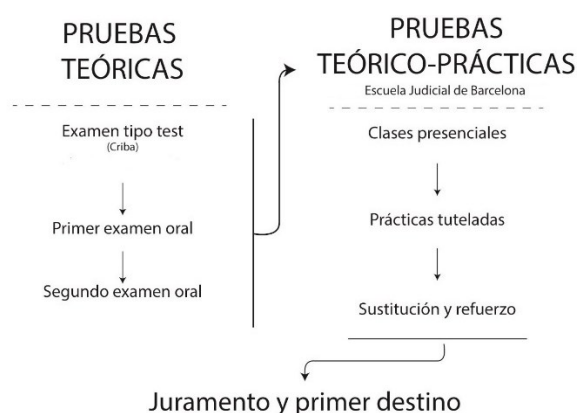 PRUEBAS
TEÓRICAS
Examen tipo test
(Criba)
Primer examen oral
Segundo examen oral
PRUEBAS
TEÓRICO-PRÁCTICAS
Escuela Judicial de Barcelona
Clases presenciales
Prácticas tuteladas
Sustitución y refuerzo
Juramento y primer destino